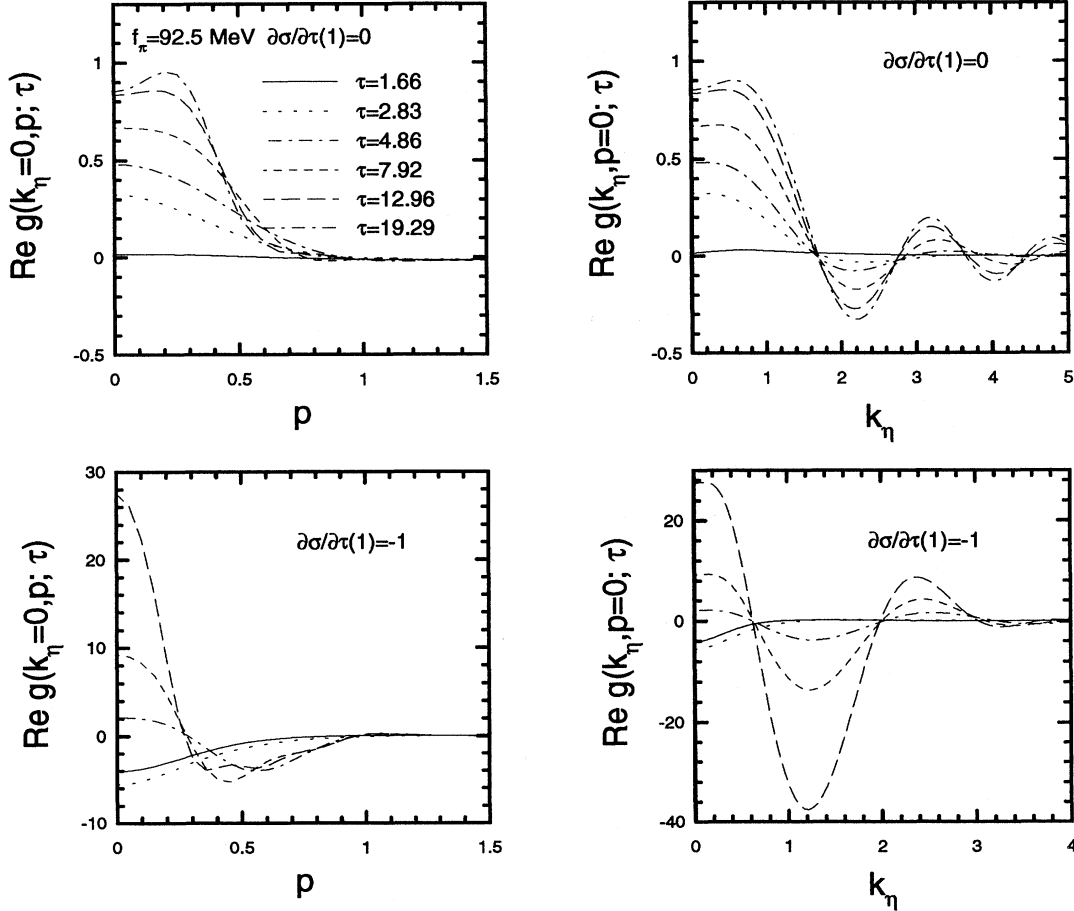 f_π=92.5 MeV ∂σ/∂τ(1)=0
τ=1.66
τ=2.83
τ=4.86
τ=7.92
τ=12.96
τ=19.29
Re g(k_η=0,p; τ)
1
0.5
0
-0.5
0 0.5 1 1.5
p
∂σ/∂τ(1)=0
Re g(k_η,p=0; τ)
1
0.5
0
-0.5
0 1 2 3 4 5
k_η
∂σ/∂τ(1)=-1
Re g(k_η=0,p; τ)
30
20
10
0
-10
0 0.5 1 1.5
p
∂σ/∂τ(1)=-1
Re g(k_η,p=0; τ)
20
0
-20
-40
0 1 2 3 4
k_η